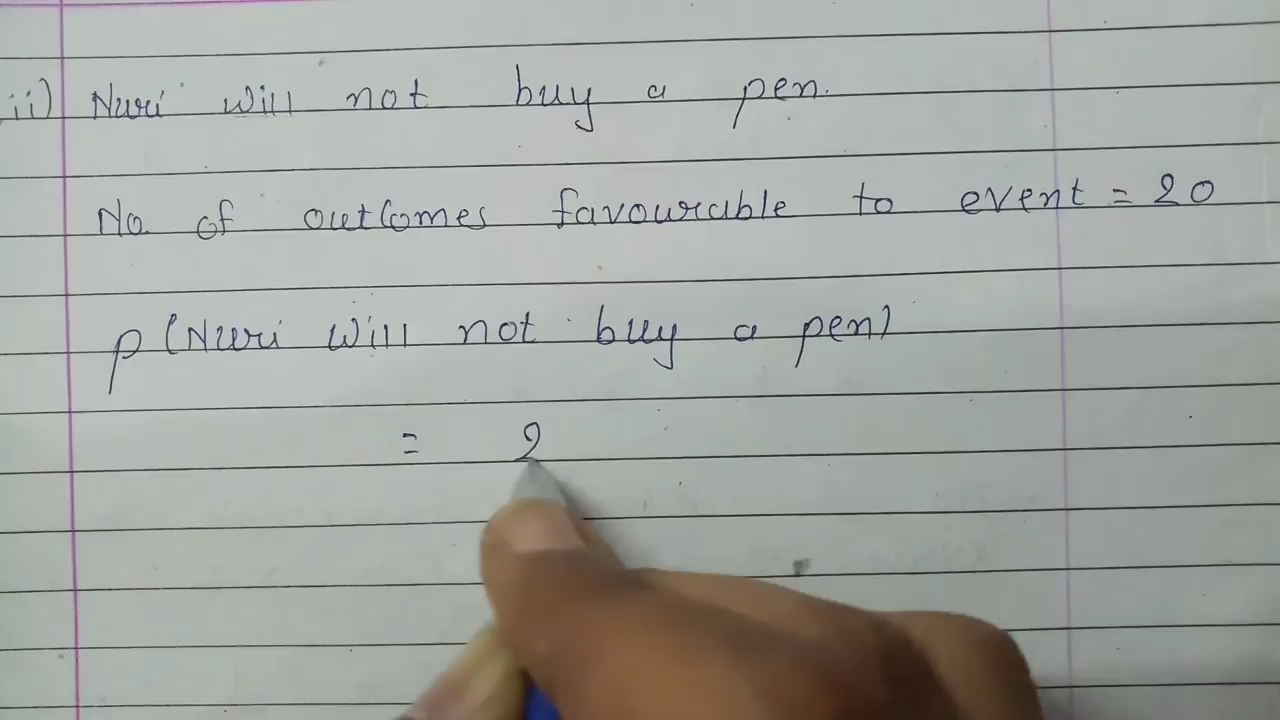 ii) Nuri will not buy a pen.
No. of outcomes favourable to event = 20
P(Nuri will not buy a pen)
= 2